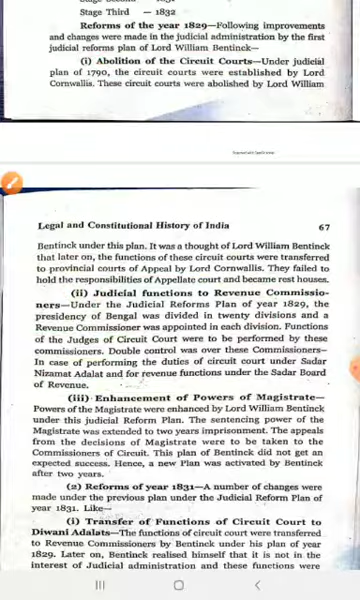 Stage Third — 1832
Reforms of the year 1829—Following improvements
and changes were made in the judicial administration by the first
judicial reforms plan of Lord William Bentinck—
(i) Abolition of the Circuit Courts—Under judicial
plan of 1790, the circuit courts were established by Lord
Cornwallis. These circuit courts were abolished by Lord William
Legal and Constitutional History of India 67
Bentinck under this plan. It was a thought of Lord William Bentinck
that later on, the functions of these circuit courts were transferred
to provincial courts of Appeal by Lord Cornwallis. They failed to
hold the responsibilities of Appellate court and became rest houses.
(ii) Judicial functions to Revenue Commissio-
ners—Under the Judicial Reforms Plan of year 1829, the
presidency of Bengal was divided in twenty divisions and a
Revenue Commissioner was appointed in each division. Functions
of the Judges of Circuit Court were to be performed by these
commissioners. Double control was over these Commissioners—
In case of performing the duties of circuit court under Sadar
Nizamat Adalat and for revenue functions under the Sadar Board
of Revenue.
(iii) Enhancement of Powers of Magistrate—
Powers of the Magistrate were enhanced by Lord William Bentinck
under this judicial Reform Plan. The sentencing power of the
Magistrate was extended to two years imprisonment. The appeals
from the decisions of Magistrate were to be taken to the
Commissioners of Circuit. This plan of Bentinck did not get an
expected success. Hence, a new Plan was activated by Bentinck
after two years.
(2) Reforms of year 1831—A number of changes were
made under the previous plan under the Judicial Reform Plan of
year 1831. Like—
(i) Transfer of Functions of Circuit Court to
Diwani Adalats—The functions of circuit court were transferred
to Revenue Commissioners by Bentinck under his plan of year
1829. Later on, Bentinck realised himself that it is not in the
interest of Judicial administration and these functions were